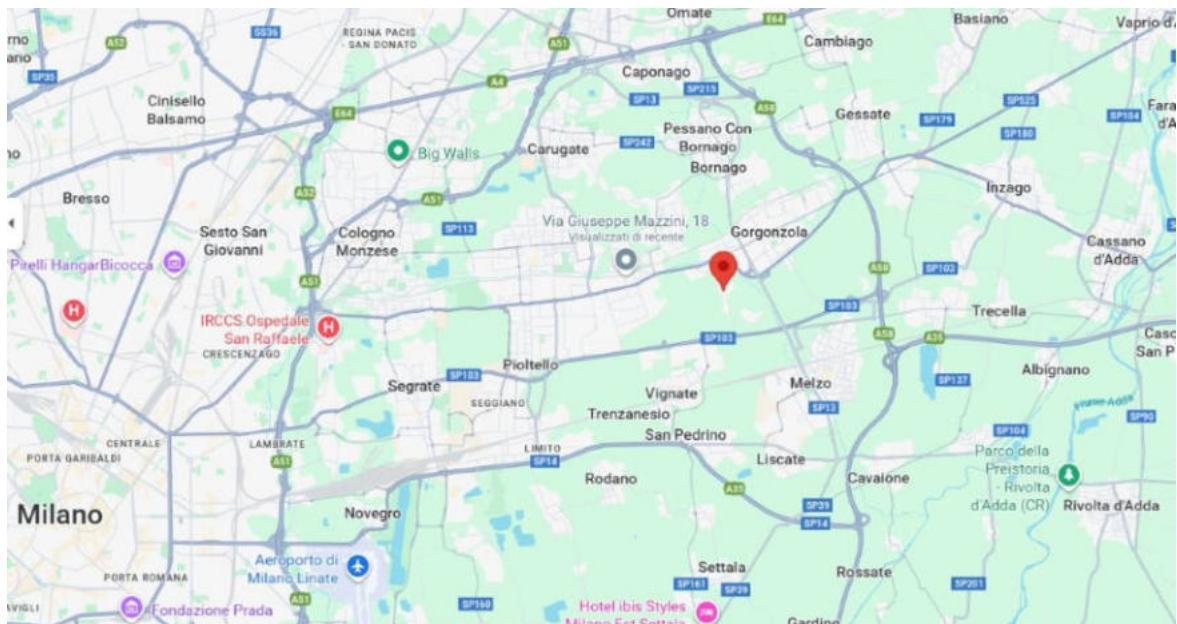 Omate
E64
Basiano
Vaprio d'A
rno
ano
A52
SS36
REGINA PACIS
- SAN DONATO
A51
Cambiago
SP35
A4
Caponago
SP215
SP13
A58
SP525
Cinisello
Balsamo
E64
Gessate
SP179
SP104
Fara
d'A
Pessano Con
Bornago
SP180
no
Big Walls
Carugate
SP242
Bornago
Bresso
A52
A51
Inzago
Via Giuseppe Mazzini, 18
Visualizzati di recente
Sesto San
Giovanni
Cologno
Monzese
SP113
Gorgonzola
Cassano
d'Adda
Pirelli HangarBicocca
A51
A58
SP103
H
IRCCS Ospedale
San Raffaele
H
SP103
Trecella
CRESCENZAGO
SP103
A58
A35
Casc
San P
Pioltello
Segrate
SP103
Vignate
Melzo
SP137
Albignano
SEGGIANO
Trenzanesio
SP13
Fiume Adda
SP90
CENTRALE
LAMBRATE
San Pedrino
SP104
PORTA GARIBALDI
A51
LIMITO
SP14
Liscate
Parco della
Preistoria
- Rivolta
d'Adda (CR)
Rodano
A35
Cavaione
Rivolta d'Adda
Milano
Novegro
SP39
SP14
Aeroporto di
Milano Linate
Settala
Rossate
PORTA ROMANA
SP161
SP39
SP201
AVIGLI
Fondazione Prada
A51
SP160
Hotel ibis Styles
Milano Est Settala
Gardino